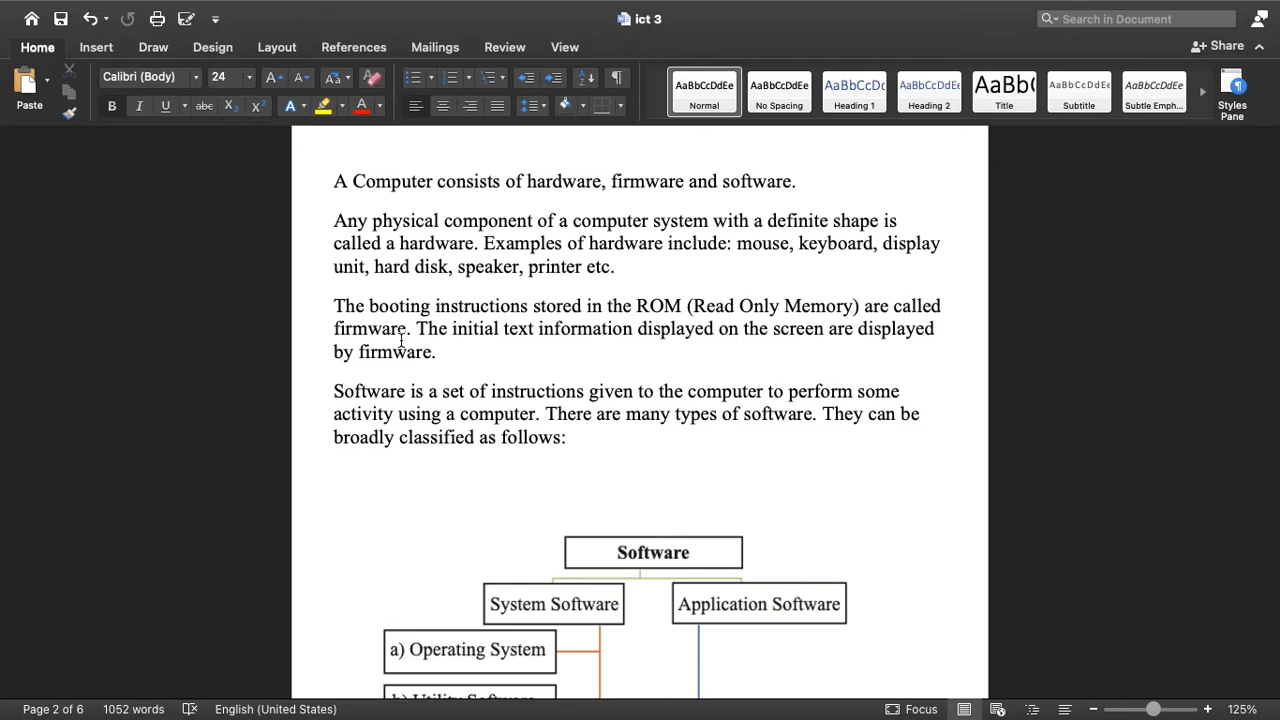 ict 3
Search in Document
Home Insert Draw Design Layout References Mailings Review View
Share
Paste
Calibri (Body) 24
AaBbCcDdEe AaBbCcDdEe AaBbCcDc AaBbCcDdE AaBbC AaBbCcDdEe AaBbCcDdEe
Normal No Spacing Heading 1 Heading 2 Title Subtitle Subtle Emph...
Styles
Pane
A Computer consists of hardware, firmware and software.
Any physical component of a computer system with a definite shape is
called a hardware. Examples of hardware include: mouse, keyboard, display
unit, hard disk, speaker, printer etc.
The booting instructions stored in the ROM (Read Only Memory) are called
firmware. The initial text information displayed on the screen are displayed
by firmware.
Software is a set of instructions given to the computer to perform some
activity using a computer. There are many types of software. They can be
broadly classified as follows:
Software
System Software Application Software
a) Operating System
b) Utility Software
Page 2 of 6 1052 words English (United States) Focus 125%